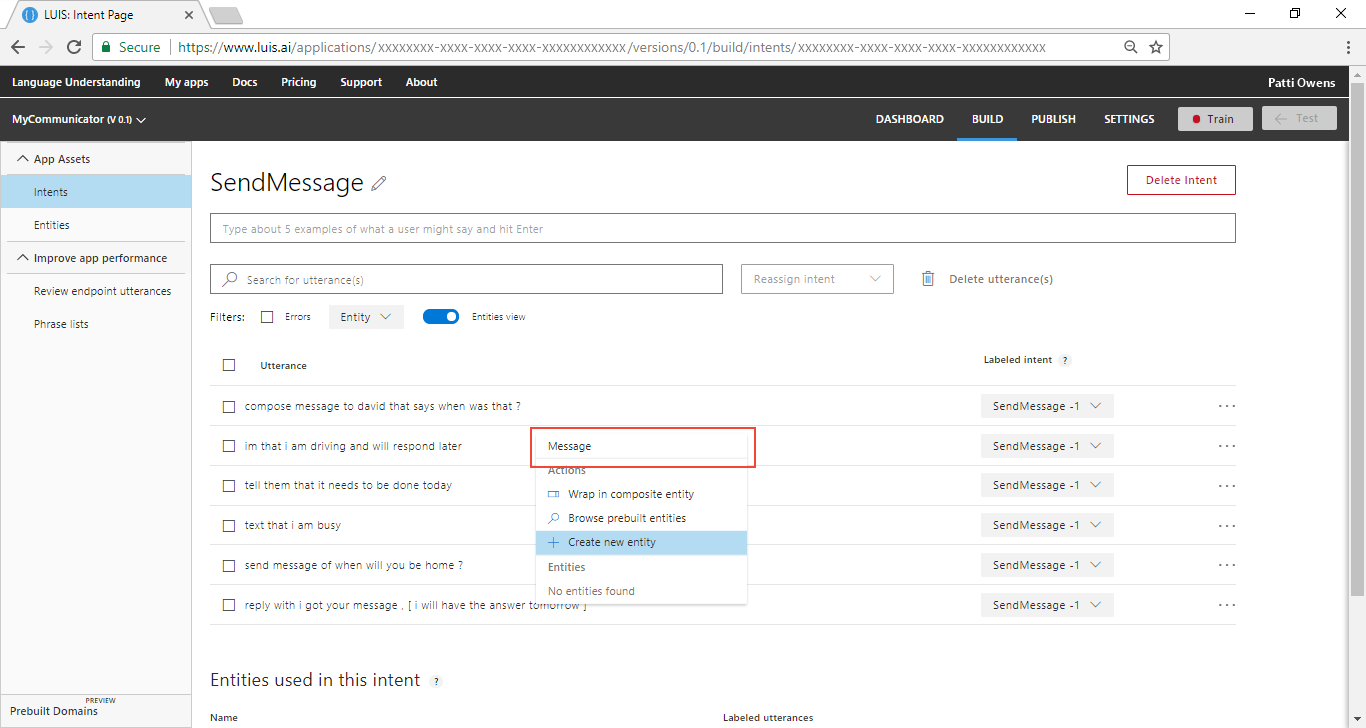 LUIS: Intent Page
Secure https://www.luis.ai/applications/xxxxxxxx-xxxx-xxxx-xxxx-xxxxxxxxxxxx/versions/0.1/build/intents/xxxxxxxx-xxxx-xxxx-xxxx-xxxxxxxxxxxx
Language Understanding My apps Docs Pricing Support About Patti Owens
MyCommunicator (V 0.1) DASHBOARD BUILD PUBLISH SETTINGS Train Test
App Assets
Intents
Entities
Improve app performance
Review endpoint utterances
Phrase lists
PREVIEW
Prebuilt Domains
SendMessage Delete Intent
Type about 5 examples of what a user might say and hit Enter
Search for utterance(s) Reassign intent Delete utterance(s)
Filters: Errors Entity Entities view
Utterance Labeled intent ?
compose message to david that says when was that ? SendMessage -1 ...
im that i am driving and will respond later SendMessage -1 ...
tell them that it needs to be done today SendMessage -1 ...
text that i am busy SendMessage -1 ...
send message of when will you be home ? SendMessage -1 ...
reply with i got your message , [ i will have the answer tomorrow ] SendMessage -1 ...
Message
Actions
Wrap in composite entity
Browse prebuilt entities
Create new entity
Entities
No entities found
Entities used in this intent ?
Name Labeled utterances